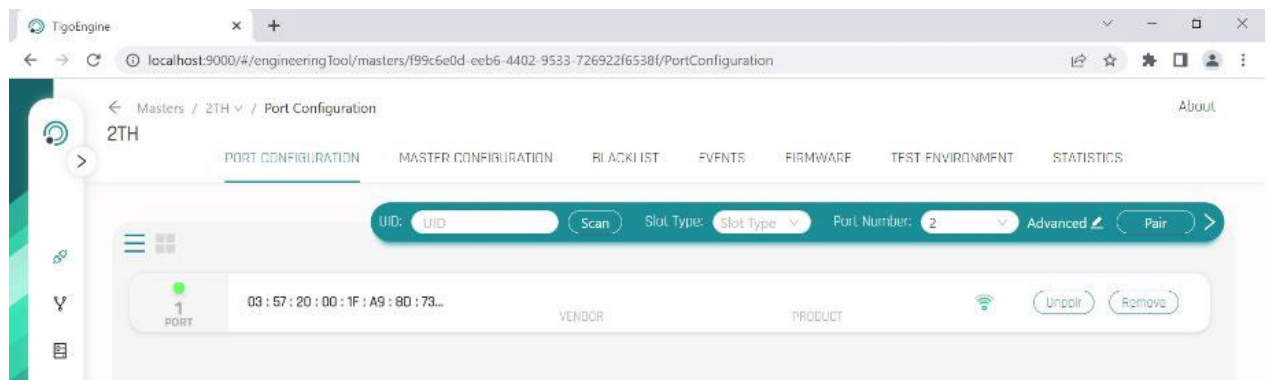 TigoEngine
localhost:9000/#/engineeringTool/masters/f99c6e0d-eeb6-4402-9533-726922f6538f/PortConfiguration
Masters / 2TH / Port Configuration
About
2TH
PORT CONFIGURATION MASTER CONFIGURATION BLACKLIST EVENTS FIRMWARE TEST ENVIRONMENT STATISTICS
UID: UID Scan Slot Type: Slot Type Port Number: 2 Advanced Pair
1
PORT
03 : 57 : 20 : 00 : 1F : A9 : 8D : 73...
VENDOR PRODUCT
Unpair Remove